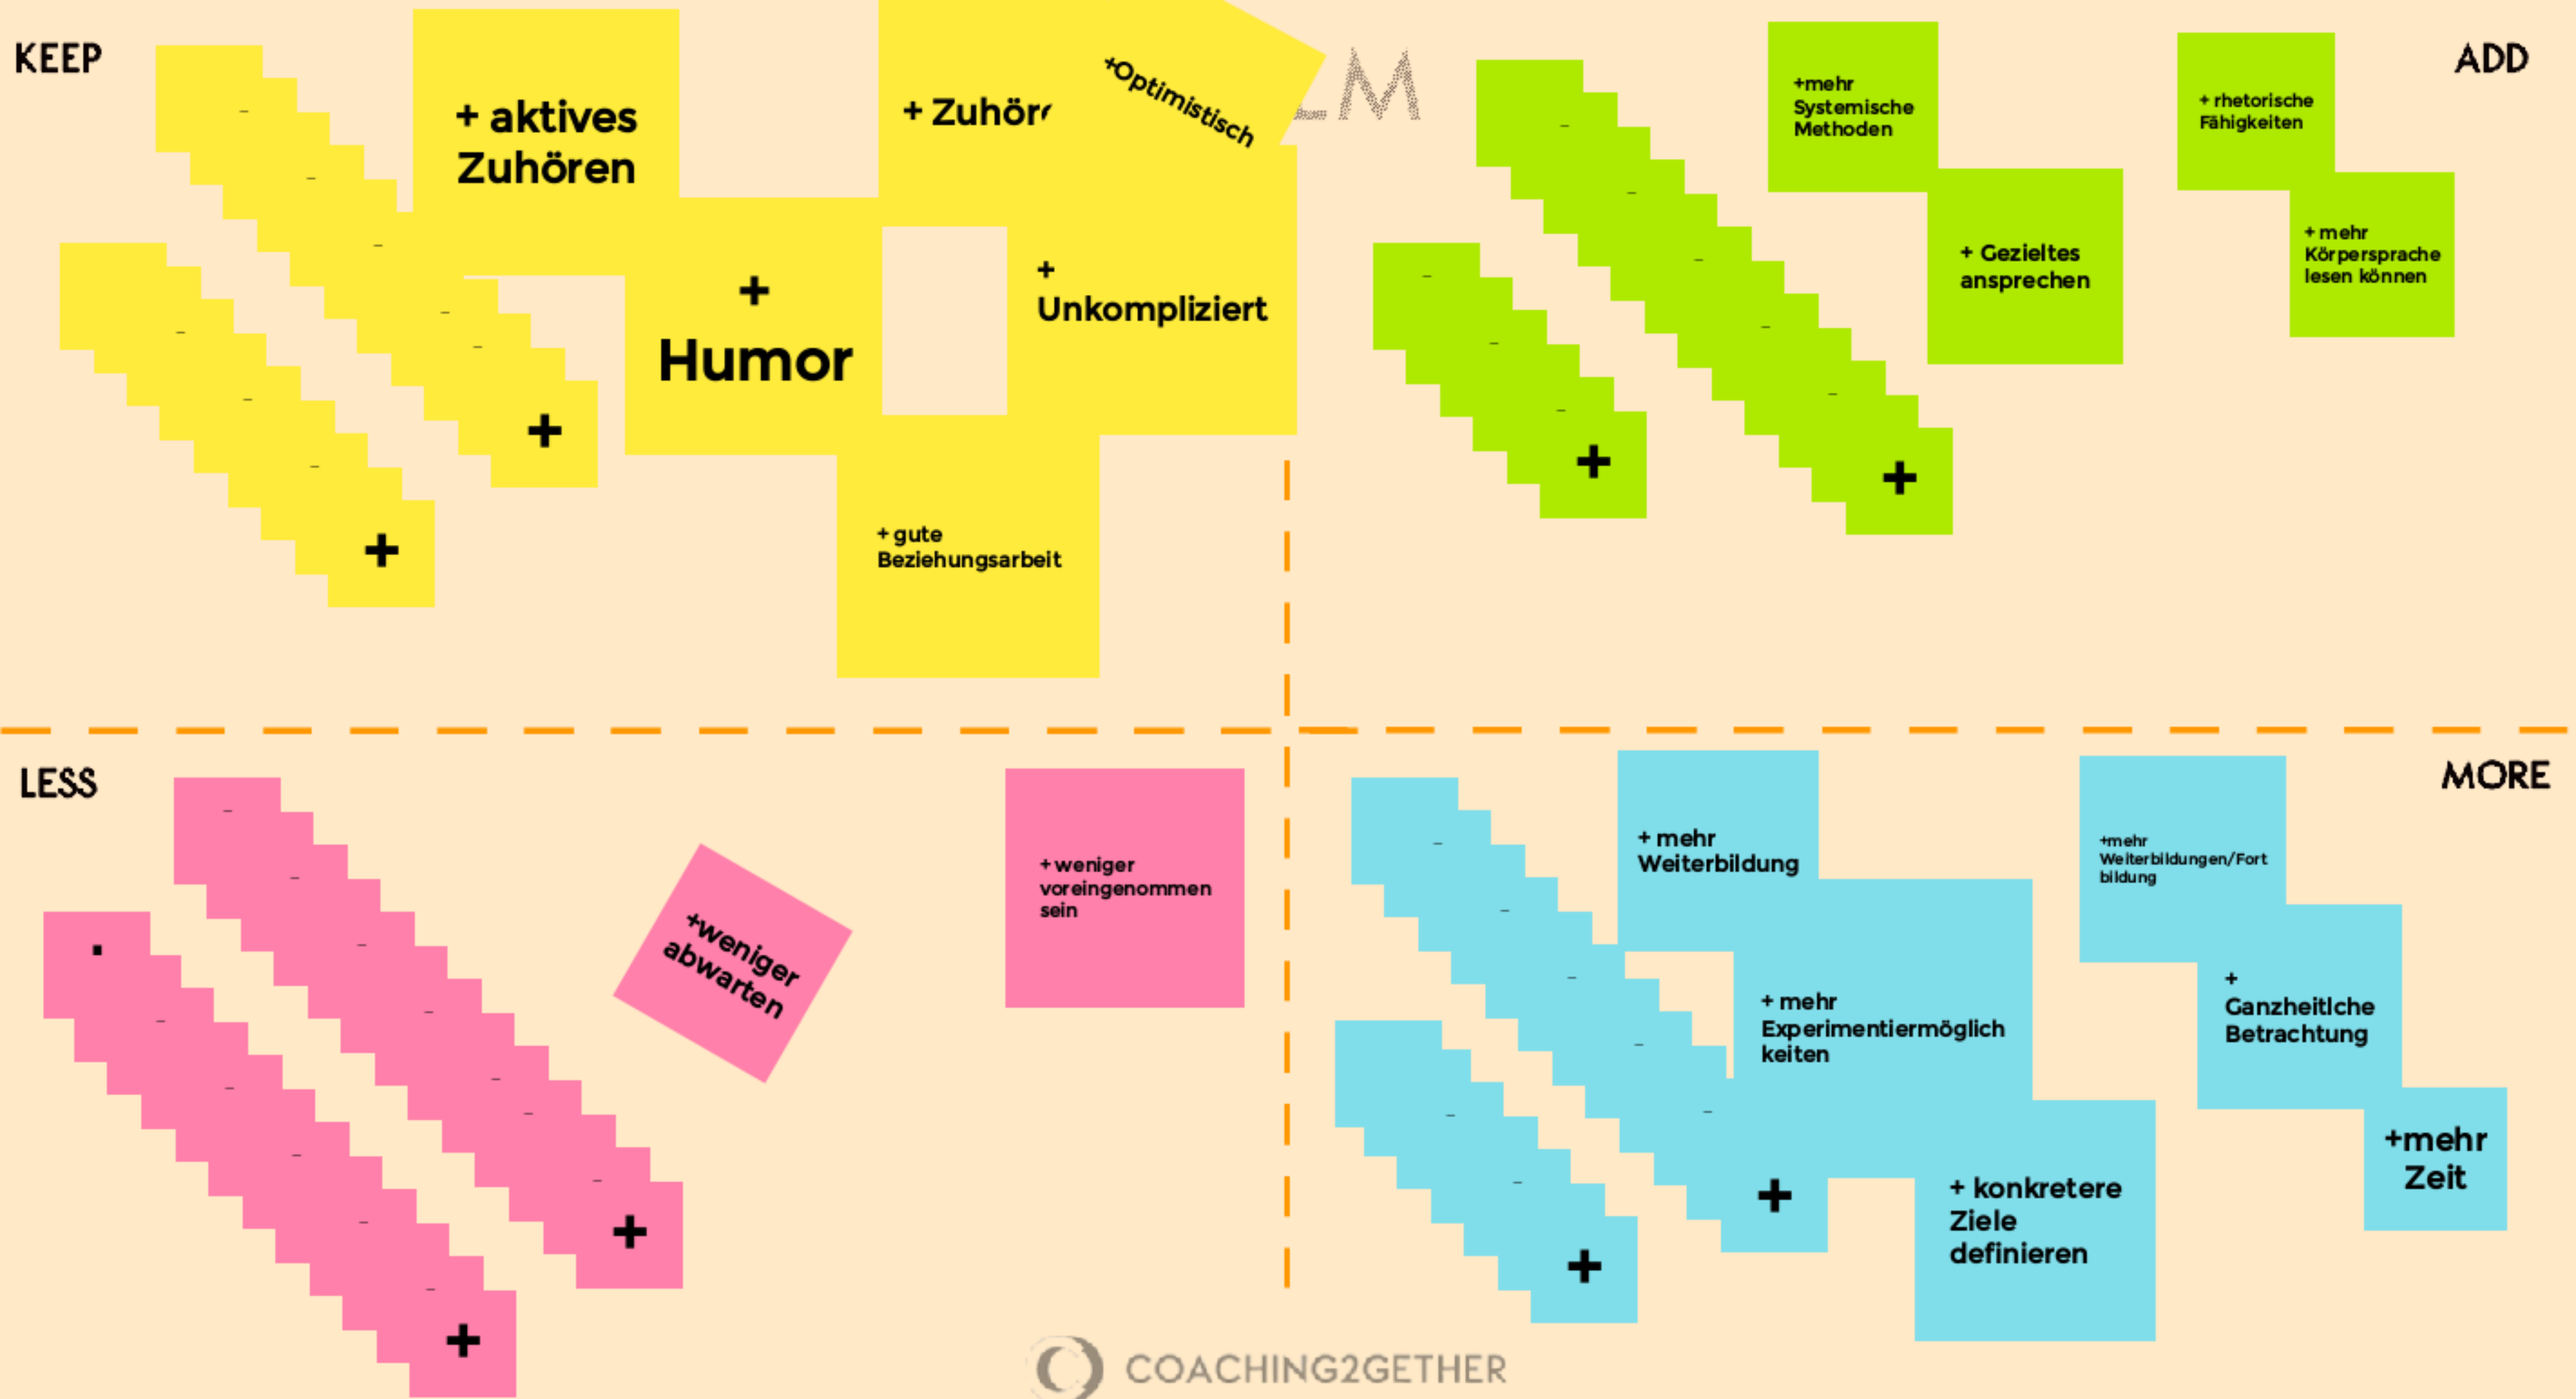 KEEP
+ aktives
Zuhören
+
Humor
+ Zuhör
+Optimistisch
+
Unkompliziert
+ gute
Beziehungsarbeit
+
+
LM
ADD
+mehr
Systemische
Methoden
+ Gezieltes
ansprechen
+ rhetorische
Fähigkeiten
+ mehr
Körpersprache
lesen können
+
+
LESS
+weniger
abwarten
+ weniger
voreingenommen
sein
+
+
MORE
+ mehr
Weiterbildung
+ mehr
Experimentiermöglich
keiten
+ konkretere
Ziele
definieren
+mehr
Weiterbildungen/Fort
bildung
+
Ganzheitlche
Betrachtung
+mehr
Zeit
+
+
COACHING2GETHER